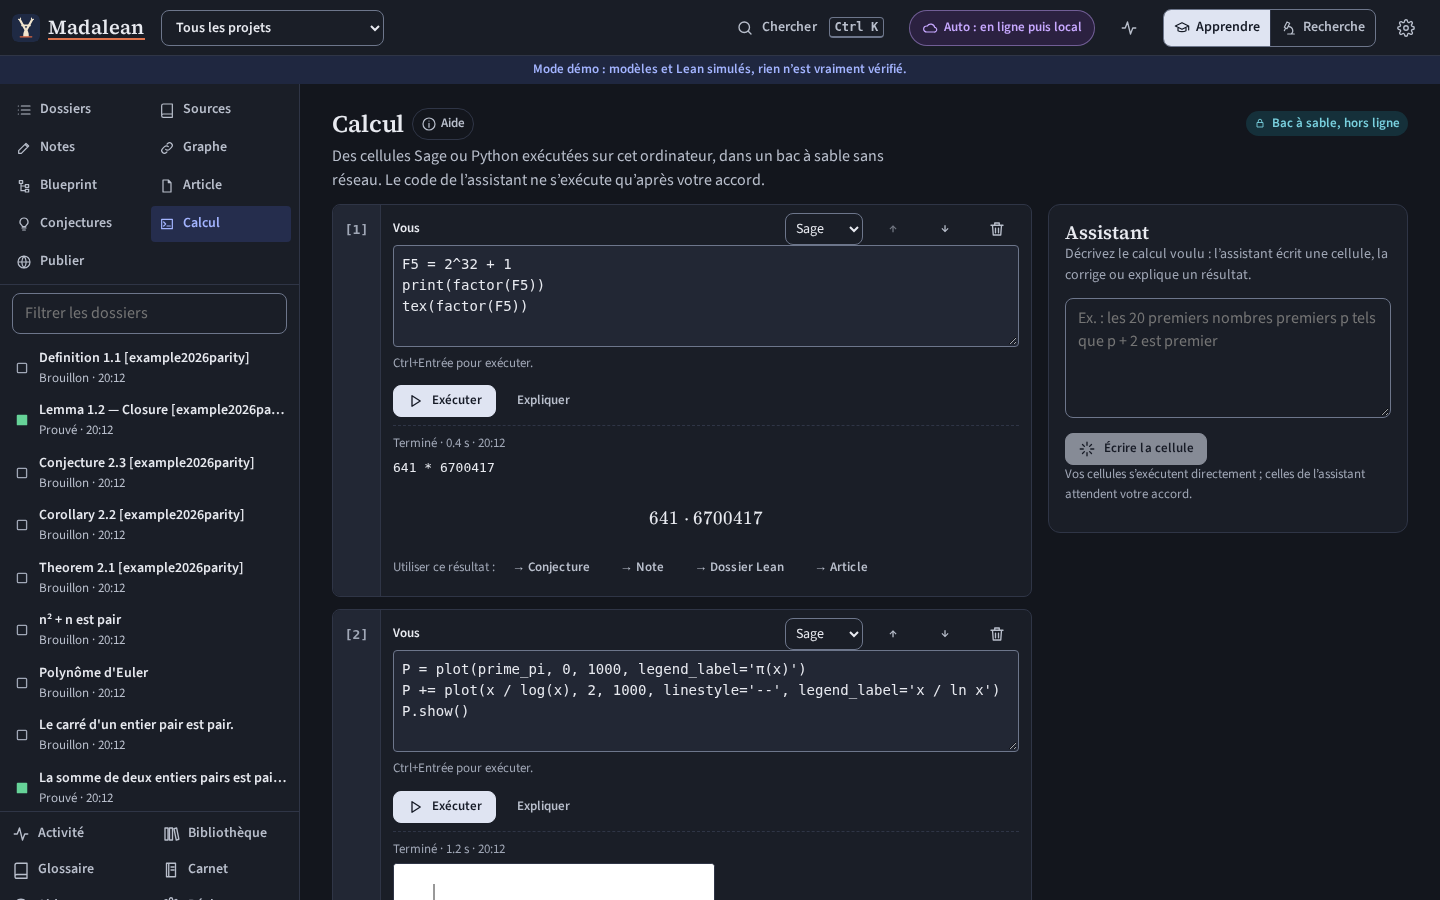 Madalean
Tous les projets
Chercher
Ctrl K
Auto : en ligne puis local
Apprendre
Recherche
Mode démo : modèles et Lean simulés, rien n’est vraiment vérifié.
Dossiers
Sources
Notes
Graphe
Blueprint
Article
Conjectures
Calcul
Publier
Filtrer les dossiers
Definition 1.1 [example2026parity]
Brouillon · 20:12
Lemma 1.2 — Closure [example2026pa…
Prouvé · 20:12
Conjecture 2.3 [example2026parity]
Brouillon · 20:12
Corollary 2.2 [example2026parity]
Brouillon · 20:12
Theorem 2.1 [example2026parity]
Brouillon · 20:12
n² + n est pair
Brouillon · 20:12
Polynôme d'Euler
Brouillon · 20:12
Le carré d'un entier pair est pair.
Brouillon · 20:12
La somme de deux entiers pairs est pai…
Prouvé · 20:12
Activité
Bibliothèque
Glossaire
Carnet
Calcul
Aide
Bac à sable, hors ligne
Des cellules Sage ou Python exécutées sur cet ordinateur, dans un bac à sable sans
réseau. Le code de l’assistant ne s’exécute qu’après votre accord.
[1]
Vous
Sage
↑
↓
F5 = 2^32 + 1
print(factor(F5))
tex(factor(F5))
Ctrl+Entrée pour exécuter.
Exécuter
Expliquer
Terminé · 0.4 s · 20:12
641 * 6700417
641 · 6700417
Utiliser ce résultat :
→ Conjecture
→ Note
→ Dossier Lean
→ Article
[2]
Vous
Sage
↑
↓
P = plot(prime_pi, 0, 1000, legend_label='π(x)')
P += plot(x / log(x), 2, 1000, linestyle='--', legend_label='x / ln x')
P.show()
Ctrl+Entrée pour exécuter.
Exécuter
Expliquer
Terminé · 1.2 s · 20:12
Assistant
Décrivez le calcul voulu : l’assistant écrit une cellule, la
corrige ou explique un résultat.
Ex. : les 20 premiers nombres premiers p tels
que p + 2 est premier
Écrire la cellule
Vos cellules s’exécutent directement ; celles de l’assistant
attendent votre accord.